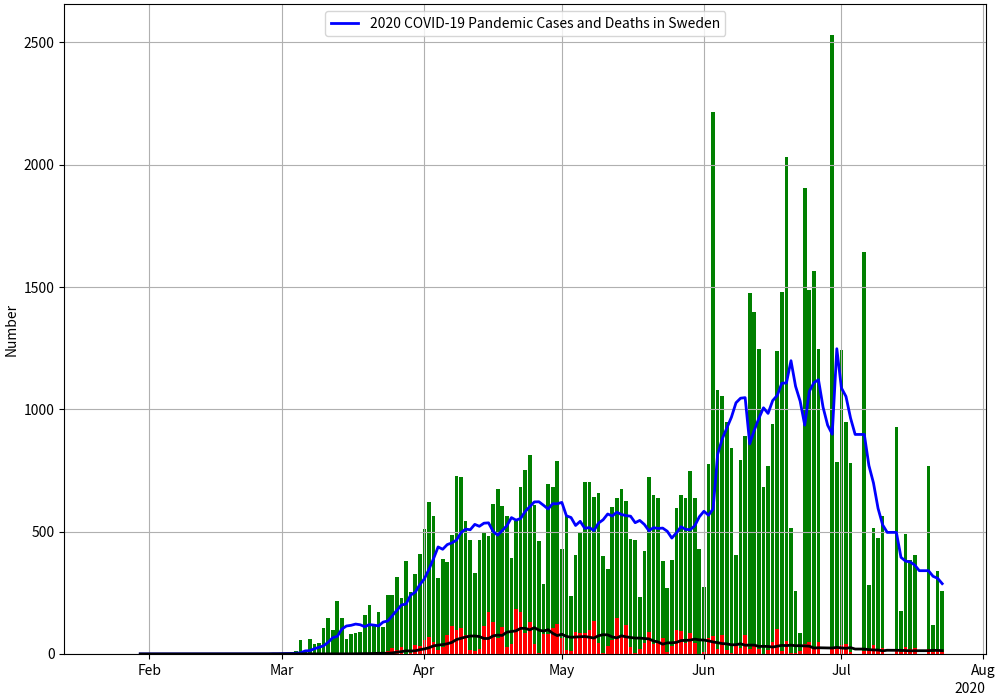 2020 COVID-19 Pandemic Cases and Deaths in Sweden
2500
2000
1500
1000
500
0
Number
Feb
Mar
Apr
May
Jun
Jul
Aug
2020